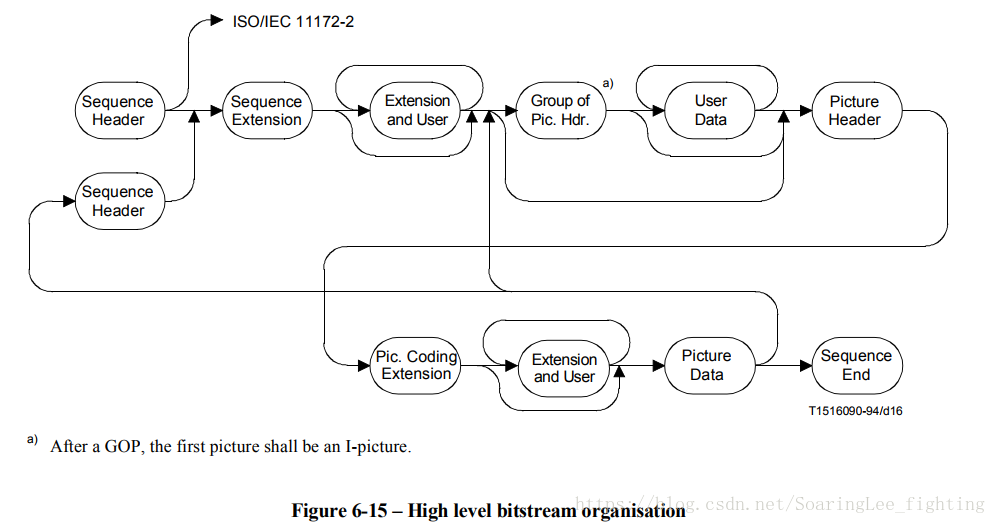 ISO/IEC 11172-2
Sequence
Header
Sequence
Extension
Extension
and User
Group of
Pic. Hdr.
a)
User
Data
Picture
Header
Sequence
Header
Pic. Coding
Extension
Extension
and User
Picture
Data
Sequence
End
T1516090-94/d16
a) After a GOP, the first picture shall be an I-picture.
Figure 6-15 – High level bitstream organisation
https://blog.csdn.net/SoaringLee_fighting